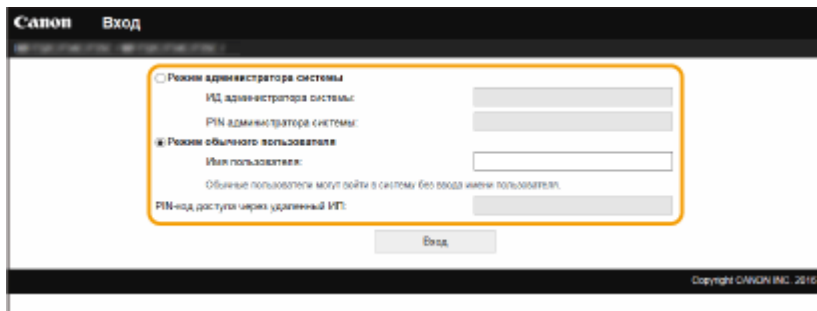 Canon Вход
Режим администратора системы
ИД администратора системы:
PIN администратора системы:
Режим обычного пользователя
Имя пользователя:
Обычные пользователи могут войти в систему без ввода имени пользователя.
PIN-код доступа через удаленный ИП:
Вход
Copyright CANON INC. 2016